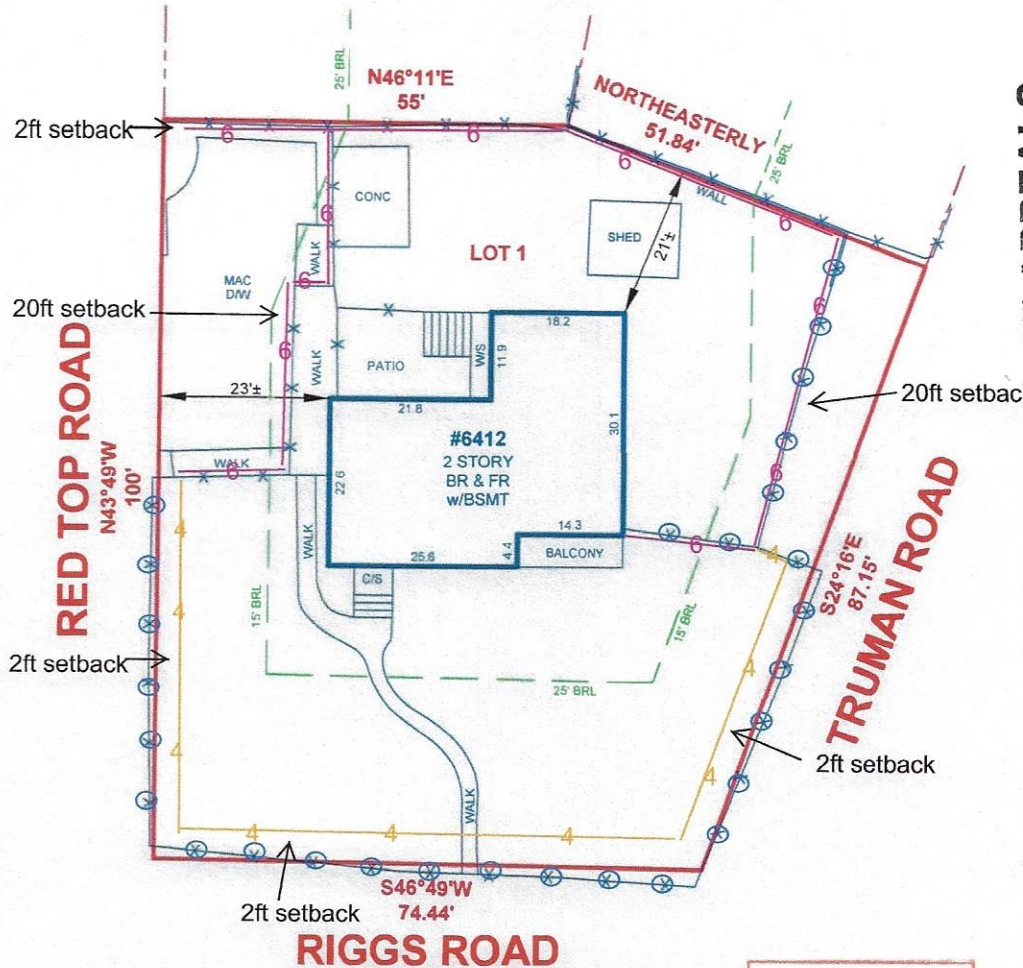 25' BRL
N46°11'E
55'
NORTHEASTERLY
51.84'
25' BRL
2ft setback
6
6
6
6
WALL
CONC
6
SHED
LOT 1
21'±
WALK
MAC
D/W
6
6
20ft setback
18.2
WALK
PATIO
W/S
11.9
6
23'±
21.8
20ft setbac
RED TOP ROAD
N43°49'W
100'
#6412
2 STORY
BR & FR
w/BSMT
30.1
22.6
WALK
6
6
14.3
4.4
BALCONY
6
4
25.6
C/S
WALK
4
4
15' BRL
15' BRL
S24°16'E
87.15'
TRUMAN ROAD
2ft setback
4
25' BRL
4
4
2ft setback
WALK
4
4
4
2ft setback
S46°49'W
74.44'
RIGGS ROAD